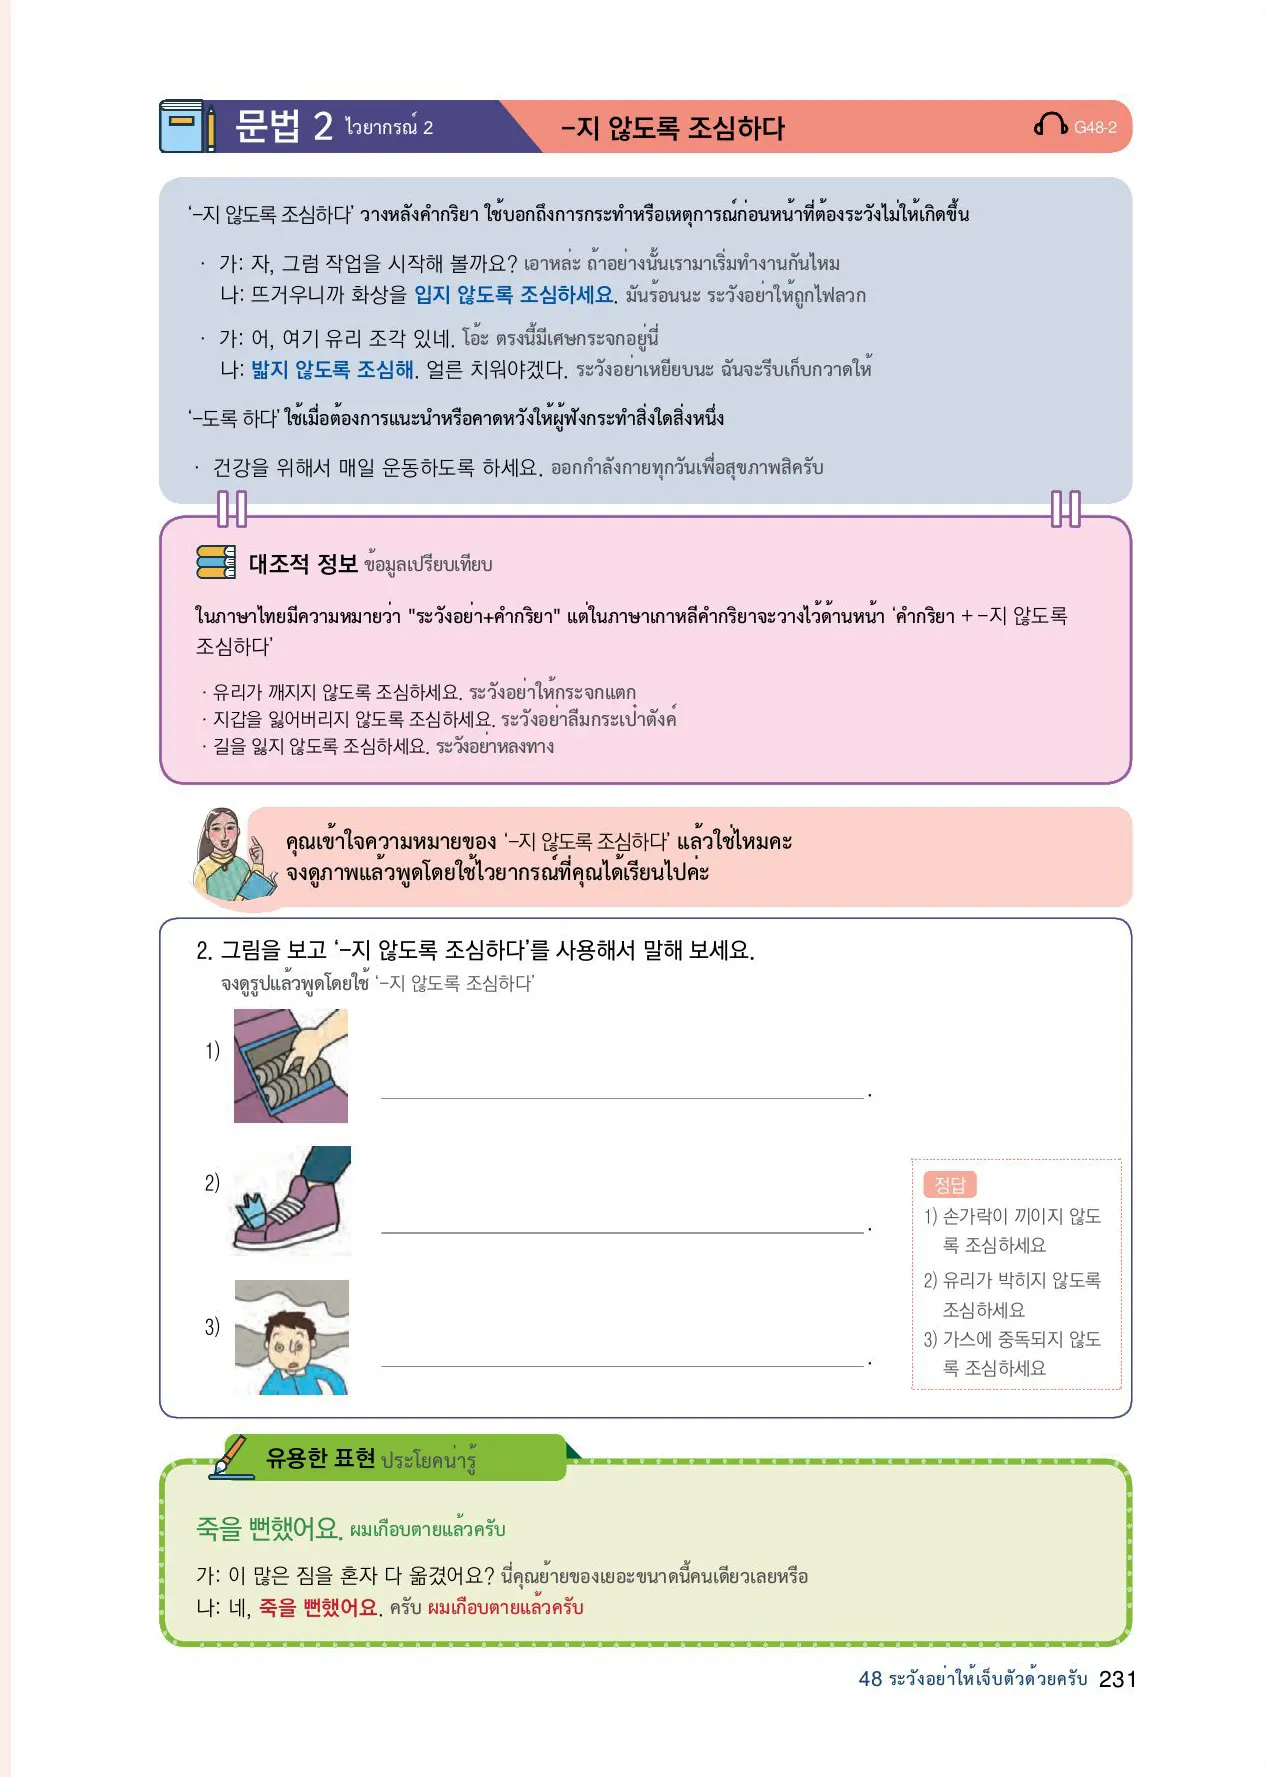 문법 2 ไวยากรณ์ 2
-지 않도록 조심하다
G48-2
‘-지 않도록 조심하다’ วางหลังคำกริยา ใช้บอกถึงการกระทำหรือเหตุการณ์ก่อนหน้าที่ต้องระวังไม่ให้เกิดขึ้น
· 가: 자, 그럼 작업을 시작해 볼까요? เอาหล่ะ ถ้าอย่างนั้นเรามาเริ่มทำงานกันไหม
나: 뜨거우니까 화상을 입지 않도록 조심하세요. มันร้อนนะ ระวังอย่าให้ถูกไฟลวก
· 가: 어, 여기 유리 조각 있네. โอ้ะ ตรงนี้มีเศษกระจกอยู่นี่
나: 밟지 않도록 조심해. 얼른 치워야겠다. ระวังอย่าเหยียบนะ ฉันจะรีบเก็บกวาดให้
‘-도록 하다’ ใช้เมื่อต้องการแนะนำหรือคาดหวังให้ผู้ฟังกระทำสิ่งใดสิ่งหนึ่ง
· 건강을 위해서 매일 운동하도록 하세요. ออกกำลังกายทุกวันเพื่อสุขภาพสิครับ
대조적 정보 ข้อมูลเปรียบเทียบ
ในภาษาไทยมีความหมายว่า "ระวังอย่า+คำกริยา" แต่ในภาษาเกาหลีคำกริยาจะวางไว้ด้านหน้า ‘คำกริยา + -지 않도록
조심하다’
· 유리가 깨지지 않도록 조심하세요. ระวังอย่าให้กระจกแตก
· 지갑을 잃어버리지 않도록 조심하세요. ระวังอย่าลืมกระเป๋าตังค์
· 길을 잃지 않도록 조심하세요. ระวังอย่าหลงทาง
คุณเข้าใจความหมายของ ‘-지 않도록 조심하다’ แล้วใช่ไหมคะ
จงดูภาพแล้วพูดโดยใช้ไวยากรณ์ที่คุณได้เรียนไปค่ะ
2. 그림을 보고 ‘-지 않도록 조심하다’를 사용해서 말해 보세요.
จงดูรูปแล้วพูดโดยใช้ ‘-지 않도록 조심하다’
1) .
2) .
3) .
정답
1) 손가락이 끼이지 않도
록 조심하세요
2) 유리가 박히지 않도록
조심하세요
3) 가스에 중독되지 않도
록 조심하세요
유용한 표현 ประโยคน่ารู้
죽을 뻔했어요. ผมเกือบตายแล้วครับ
가: 이 많은 짐을 혼자 다 옮겼어요? นี่คุณย้ายของเยอะขนาดนี้คนเดียวเลยหรือ
나: 네, 죽을 뻔했어요. ครับ ผมเกือบตายแล้วครับ
48 ระวังอย่าให้เจ็บตัวด้วยครับ 231